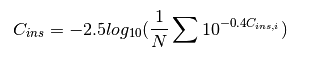 $C_{ins} = -2.5log_{10}(\frac{1}{N}\sum 10^{-0.4C_{ins,i}})$